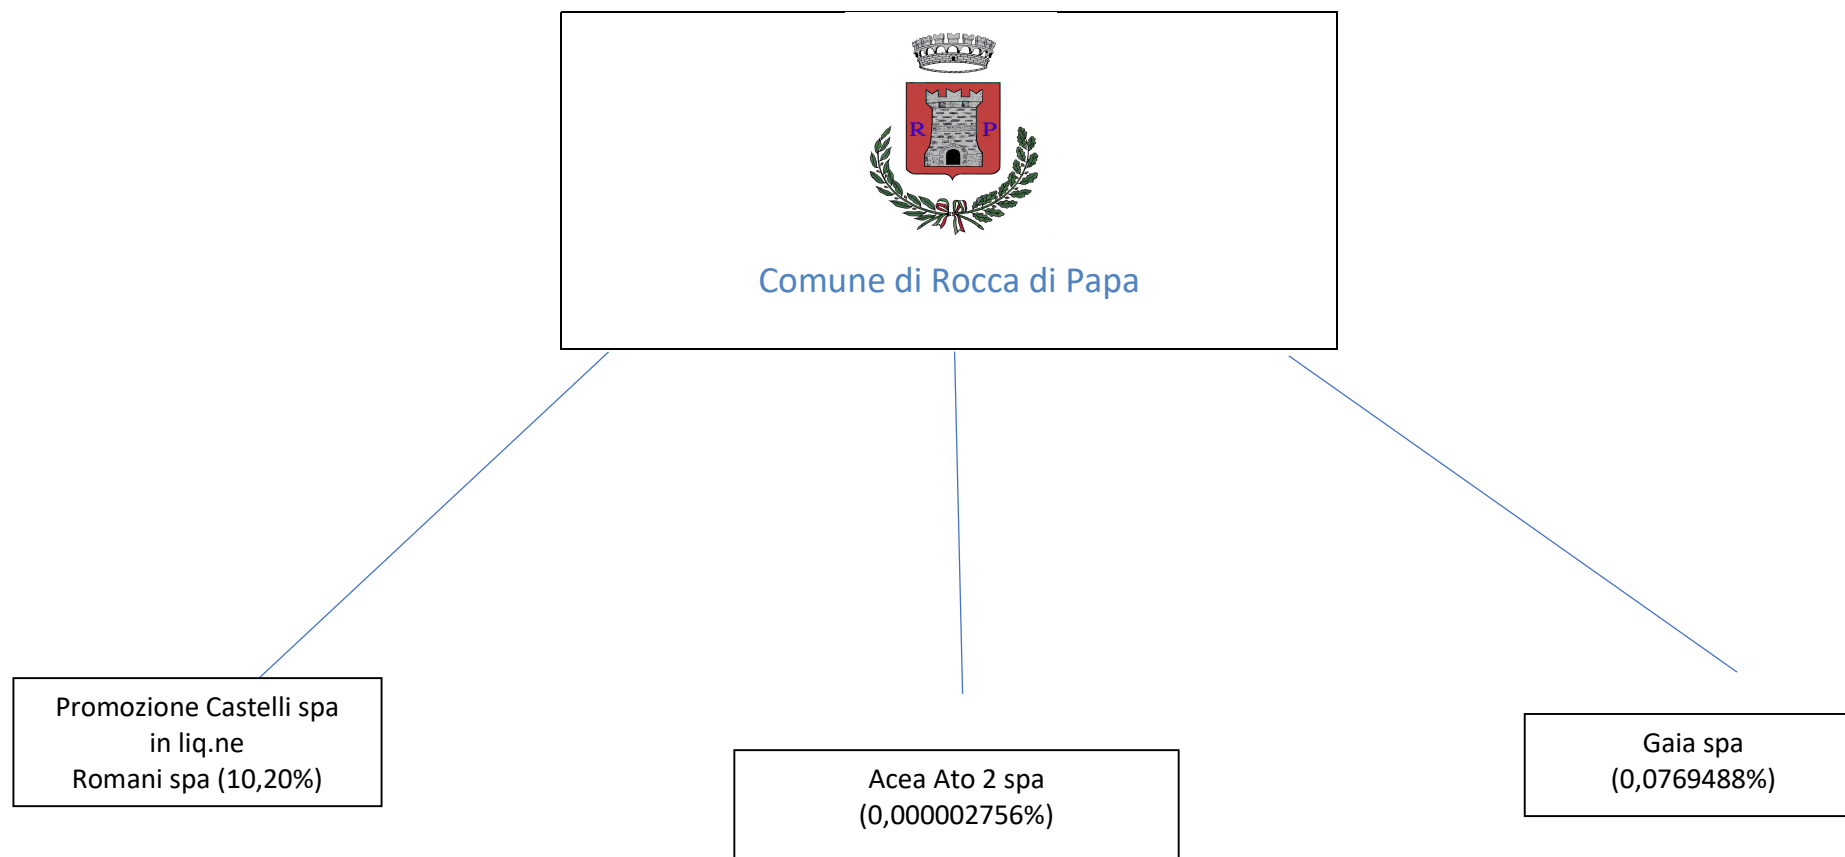 R P
Comune di Rocca di Papa
Promozione Castelli spa
in liq.ne
Romani spa (10,20%)
Acea Ato 2 spa
(0,000002756%)
Gaia spa
(0,0769488%)